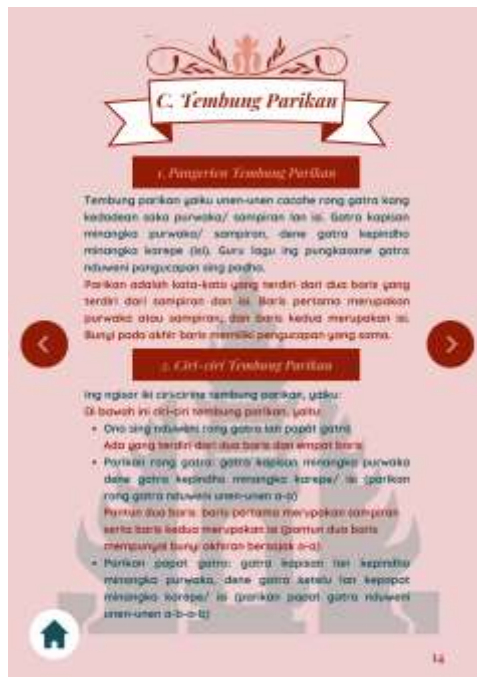 C. Tembung Parikan
1. Pangerten Tembung Parikan
Tembung parikan yaiku unen-unen cacahe rong gatra kang
kedadean saka purwaka/ sampiran lan isi. Gatra kapisan
minangka purwaka/ sampiran, dene gatra kepindho
minangka karepe (isi). Guru lagu ing pungkasane gatra
nduweni pangucapan sing padha.
Parikan adalah kata-kata yang terdiri dari dua baris yang
terdiri dari sampiran dan isi. Baris pertama merupakan
purwaka atau sampiran, dan baris kedua merupakan isi.
Bunyi pada akhir baris memiliki pengucapan yang sama.
2. Ciri-ciri Tembung Parikan
Ing ngisor iki ciri-cirine tembung parikan, yaiku:
Di bawah ini ciri-ciri tembung parikan, yaitu:
• Ono sing nduweni rong gatra lan papat gatra
Ada yang terdiri dari dua baris dan empat baris
• Parikan rong gatra: gatra kapisan minangka purwaka
dene gatra kepindho minangka karepe/ isi (parikan
rong gatra nduweni unen-unen a-a)
Pantun dua baris: baris pertama merupakan sampiran
serta baris kedua merupakan isi (pantun dua baris
mempunyai bunyi akhiran bersajak a-a)
• Parikan papat gatra: gatra kapisan lan kepindho
minangka purwaka, dene gatra ketelu lan kepapat
minangka karepe/ isi (parikan papat gatra nduweni
unen-unen a-b-a-b)
14